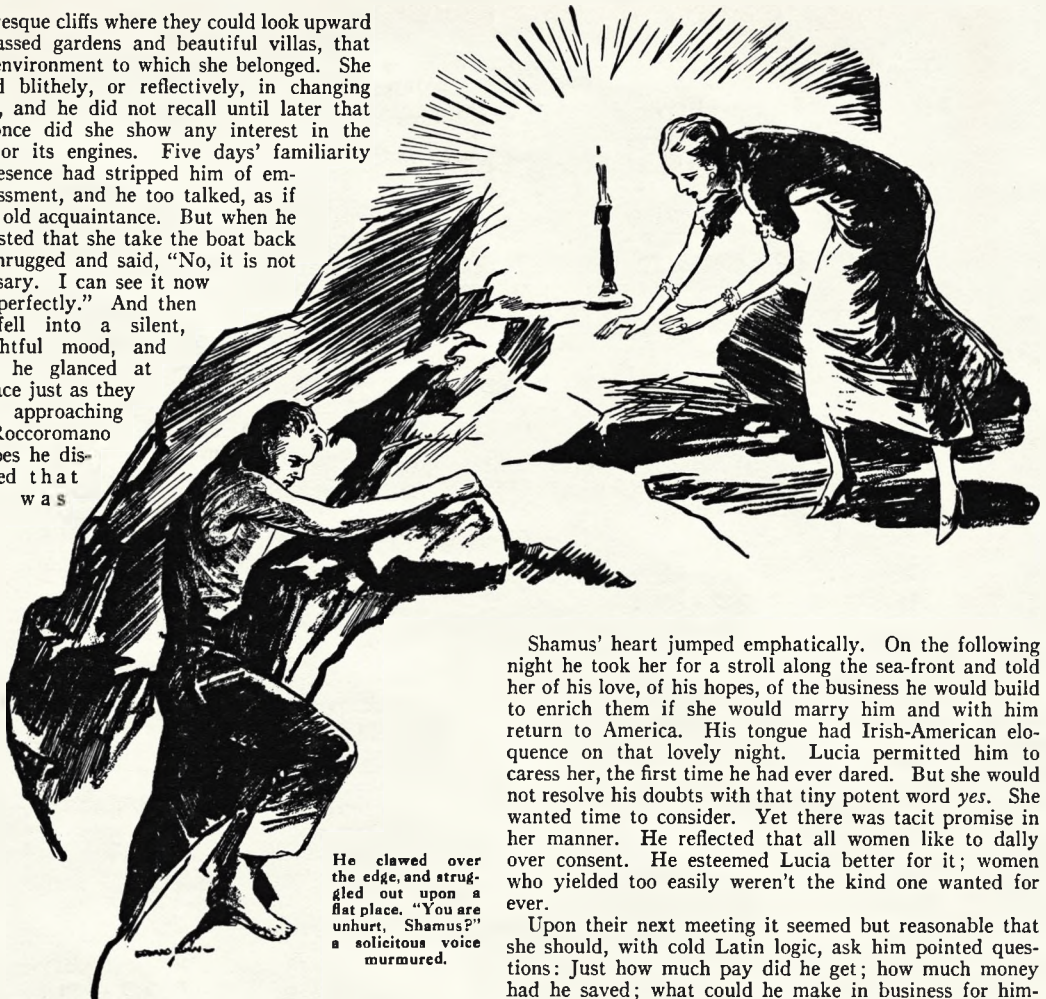 resque cliffs where they could look upward
assed gardens and beautiful villas, that
environment to which she belonged. She
d blithely, or reflectively, in changing
, and he did not recall until later that
once did she show any interest in the
or its engines. Five days' familiarity
esence had stripped him of em-
ssment, and he too talked, as if
old acquaintance. But when he
sted that she take the boat back
hrugged and said, "No, it is not
sary. I can see it now
perfectly." And then
fell into a silent,
htful mood, and
he glanced at
ce just as they
approaching
Roccoromano
pes he dis-
ed that
was
He clawed over
the edge, and strug-
gled out upon a
flat place. "You are
unhurt, Shamus?"
a solicitous voice
murmured.
Shamus' heart jumped emphatically. On the following
night he took her for a stroll along the sea-front and told
her of his love, of his hopes, of the business he would build
to enrich them if she would marry him and with him
return to America. His tongue had Irish-American elo-
quence on that lovely night. Lucia permitted him to
caress her, the first time he had ever dared. But she would
not resolve his doubts with that tiny potent word yes. She
wanted time to consider. Yet there was tacit promise in
her manner. He reflected that all women like to dally
over consent. He esteemed Lucia better for it; women
who yielded too easily weren't the kind one wanted for
ever.
Upon their next meeting it seemed but reasonable that
she should, with cold Latin logic, ask him pointed ques-
tions: Just how much pay did he get; how much money
had he saved; what could he make in business for him-